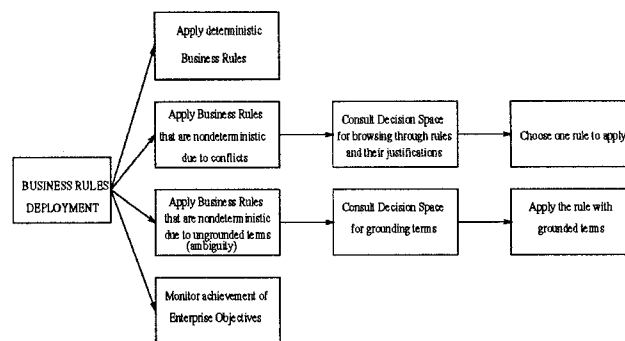 Apply deterministic
Business Rules
Apply Business Rules
that are nondeterministic
due to conflicts
Consult Decision Space
for browsing through rules
and their justifications
Choose one rule to apply
BUSINESS RULES
DEPLOYMENT
Apply Business Rules
that are nondeterministic
due to ungrounded terms
(ambiguity)
Consult Decision Space
for grounding terms
Apply the rule with
grounded terms
Monitor achievement of
Enterprise Objectives